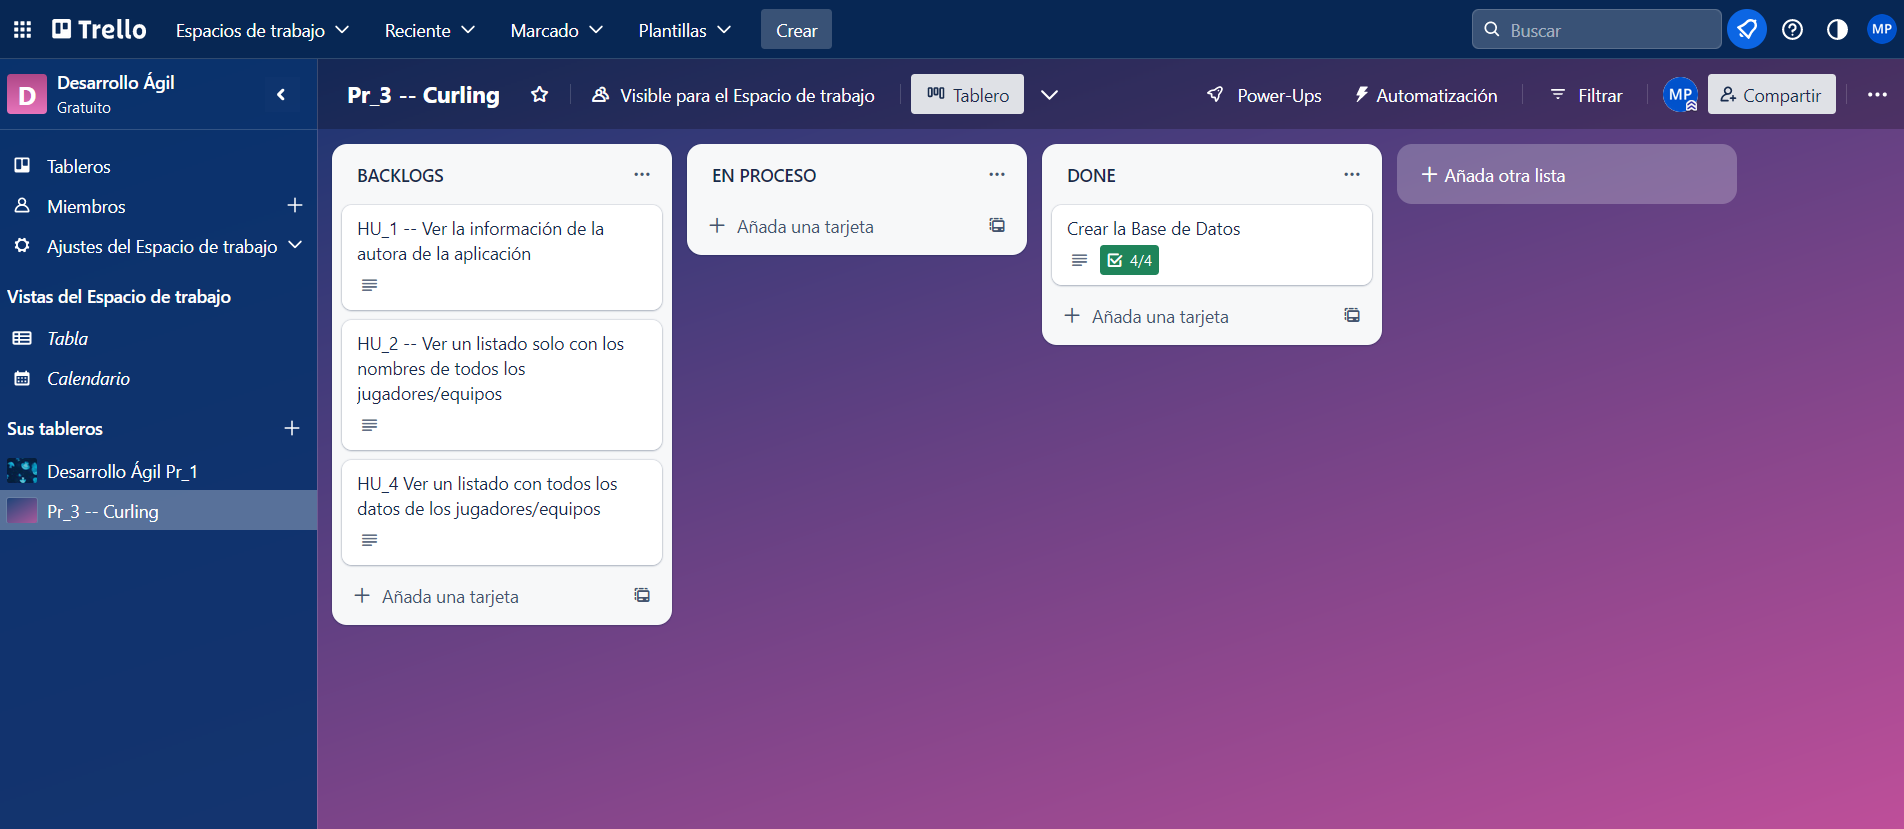 Trello
Espacios de trabajo
Reciente
Marcado
Plantillas
Crear
Buscar
MP
D
Desarrollo Ágil
Gratuito
Pr_3 -- Curling
Visible para el Espacio de trabajo
Tablero
Power-Ups
Automatización
Filtrar
MP
Compartir
Tableros
Miembros
Ajustes del Espacio de trabajo
Vistas del Espacio de trabajo
Tabla
Calendario
Sus tableros
Desarrollo Ágil Pr_1
Pr_3 -- Curling
BACKLOGS
HU_1 -- Ver la información de la
autora de la aplicación
HU_2 -- Ver un listado solo con los
nombres de todos los
jugadores/equipos
HU_4 Ver un listado con todos los
datos de los jugadores/equipos
Añada una tarjeta
EN PROCESO
Añada una tarjeta
DONE
Crear la Base de Datos
4/4
Añada una tarjeta
Añada otra lista